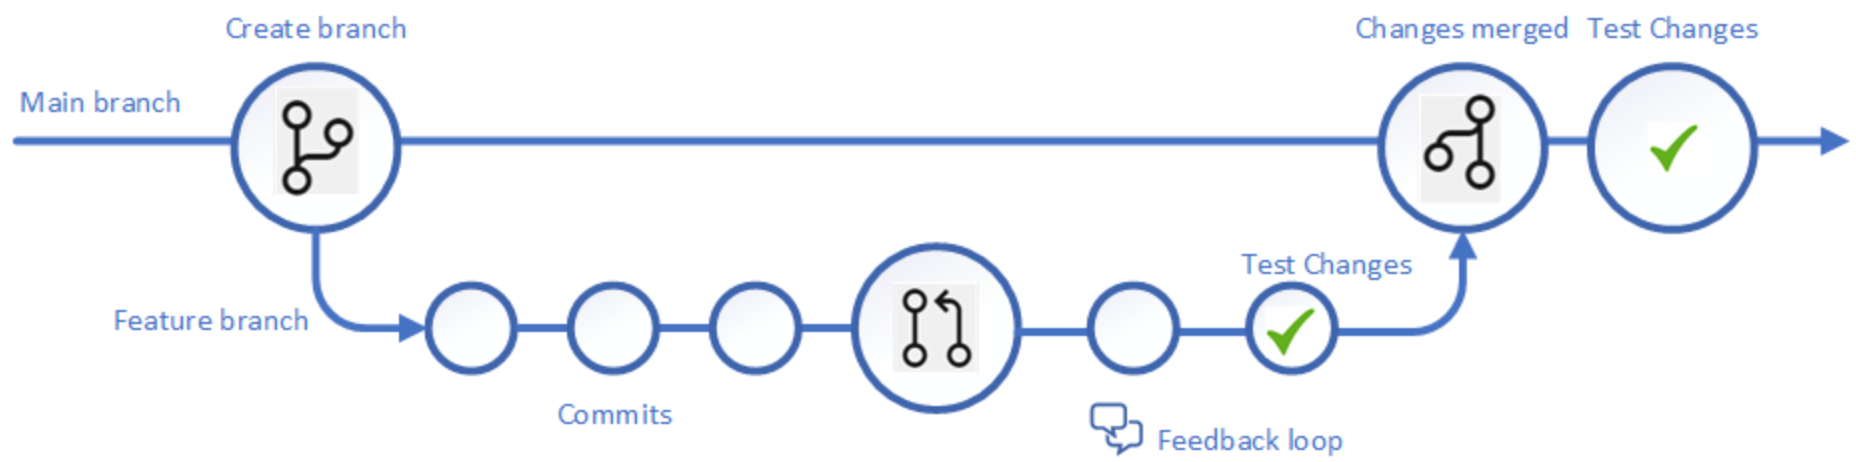 Create branch
Changes merged
Test Changes
Main branch
Test Changes
Feature branch
Commits
Feedback loop